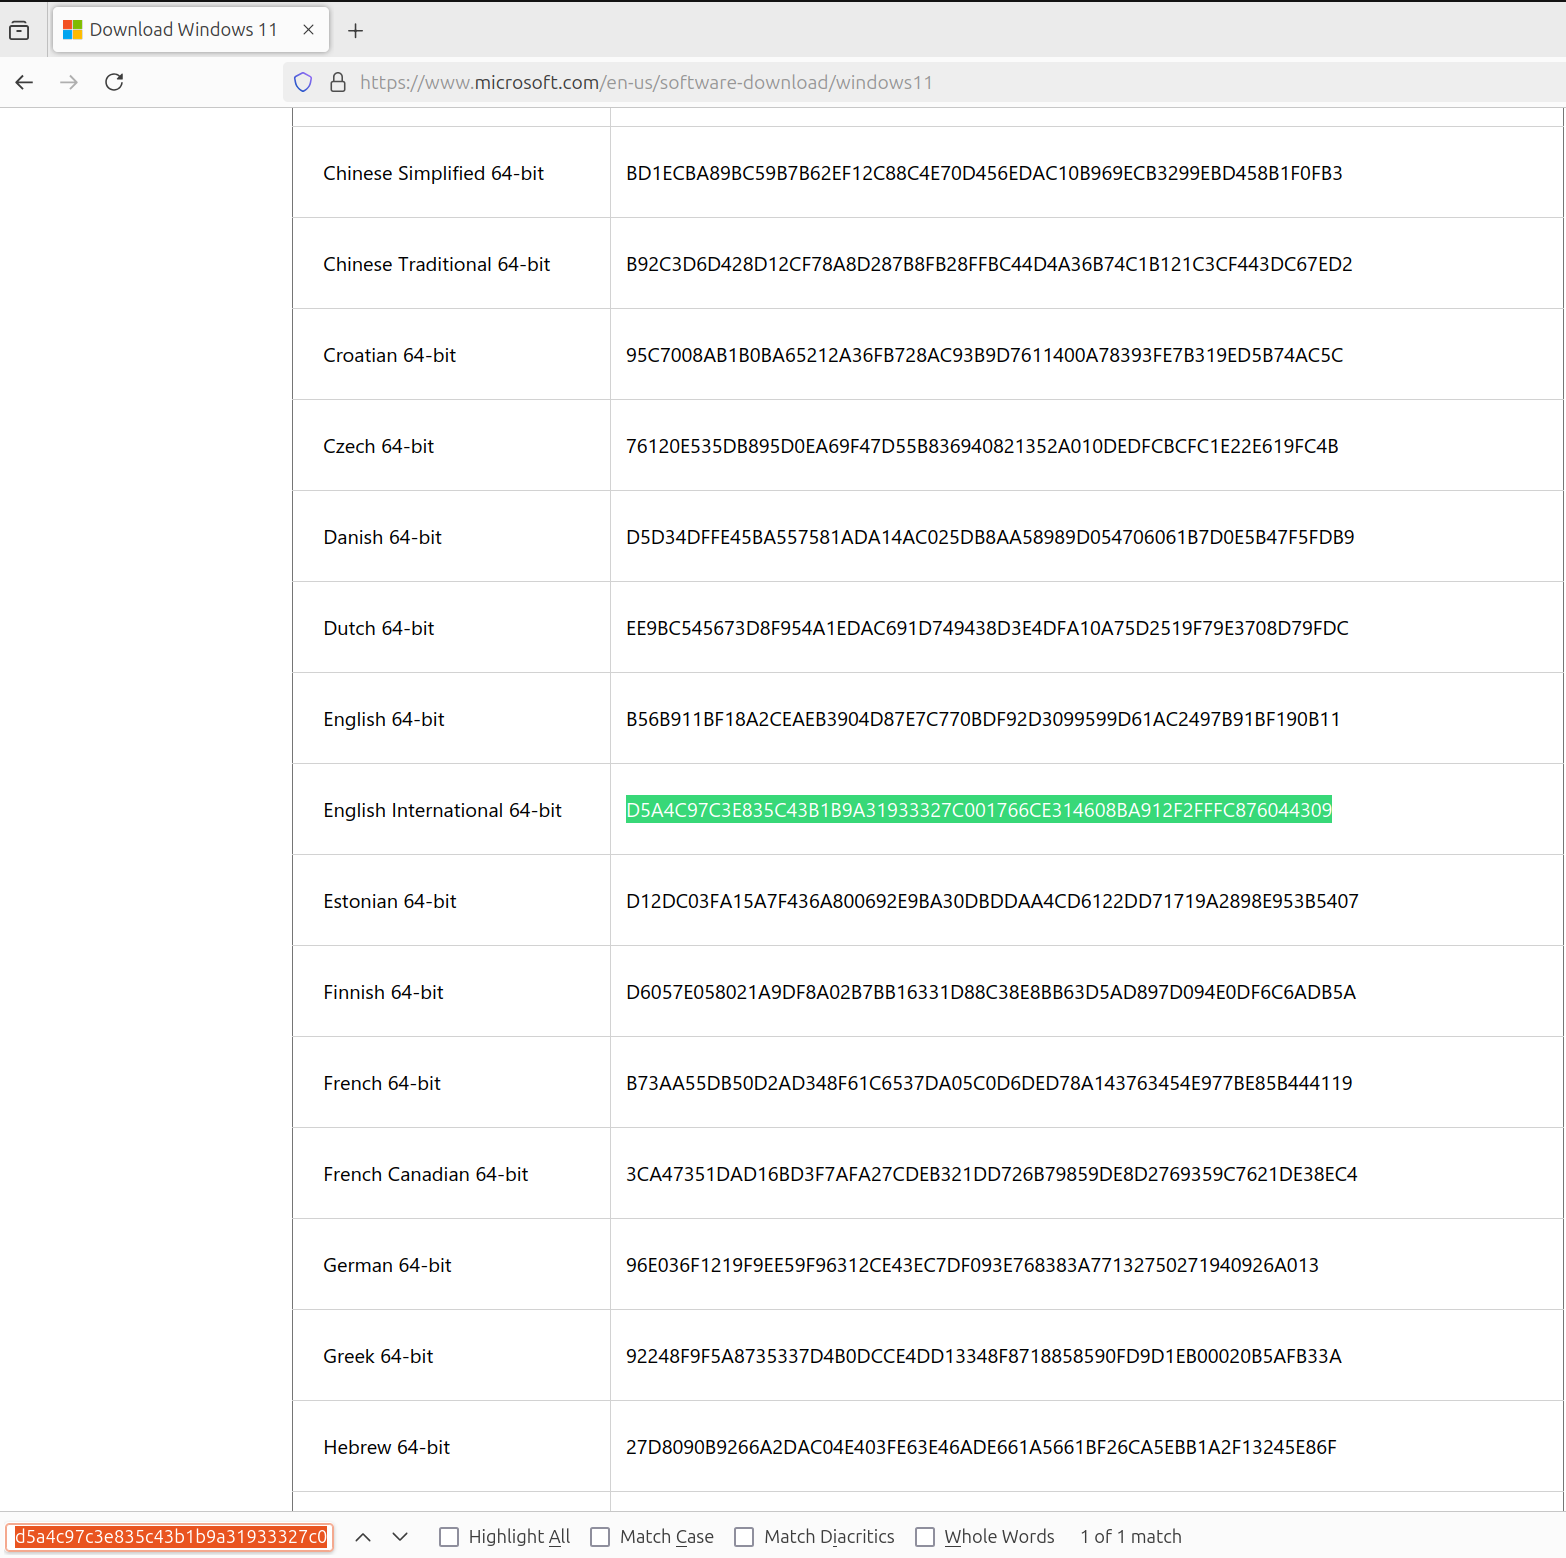 Download Windows 11
https://www.microsoft.com/en-us/software-download/windows11
Chinese Simplified 64-bit BD1ECBA89BC59B7B62EF12C88C4E70D456EDAC10B969ECB3299EBD458B1F0FB3
Chinese Traditional 64-bit B92C3D6D428D12CF78A8D287B8FB28FFBC44D4A36B74C1B121C3CF443DC67ED2
Croatian 64-bit 95C7008AB1B0BA65212A36FB728AC93B9D7611400A78393FE7B319ED5B74AC5C
Czech 64-bit 76120E535DB895D0EA69F47D55B836940821352A010DEDFCBCFC1E22E619FC4B
Danish 64-bit D5D34DFFE45BA557581ADA14AC025DB8AA58989D054706061B7D0E5B47F5FDB9
Dutch 64-bit EE9BC545673D8F954A1EDAC691D749438D3E4DFA10A75D2519F79E3708D79FDC
English 64-bit B56B911BF18A2CEAEB3904D87E7C770BDF92D3099599D61AC2497B91BF190B11
English International 64-bit D5A4C97C3E835C43B1B9A31933327C001766CE314608BA912F2FFFC876044309
Estonian 64-bit D12DC03FA15A7F436A800692E9BA30DBDDAA4CD6122DD71719A2898E953B5407
Finnish 64-bit D6057E058021A9DF8A02B7BB16331D88C38E8BB63D5AD897D094E0DF6C6ADB5A
French 64-bit B73AA55DB50D2AD348F61C6537DA05C0D6DED78A143763454E977BE85B444119
French Canadian 64-bit 3CA47351DAD16BD3F7AFA27CDEB321DD726B79859DE8D2769359C7621DE38EC4
German 64-bit 96E036F1219F9EE59F96312CE43EC7DF093E768383A77132750271940926A013
Greek 64-bit 92248F9F5A8735337D4B0DCCE4DD13348F8718858590FD9D1EB00020B5AFB33A
Hebrew 64-bit 27D8090B9266A2DAC04E403FE63E46ADE661A5661BF26CA5EBB1A2F13245E86F
d5a4c97c3e835c43b1b9a31933327c0 Highlight All Match Case Match Diacritics Whole Words 1 of 1 match